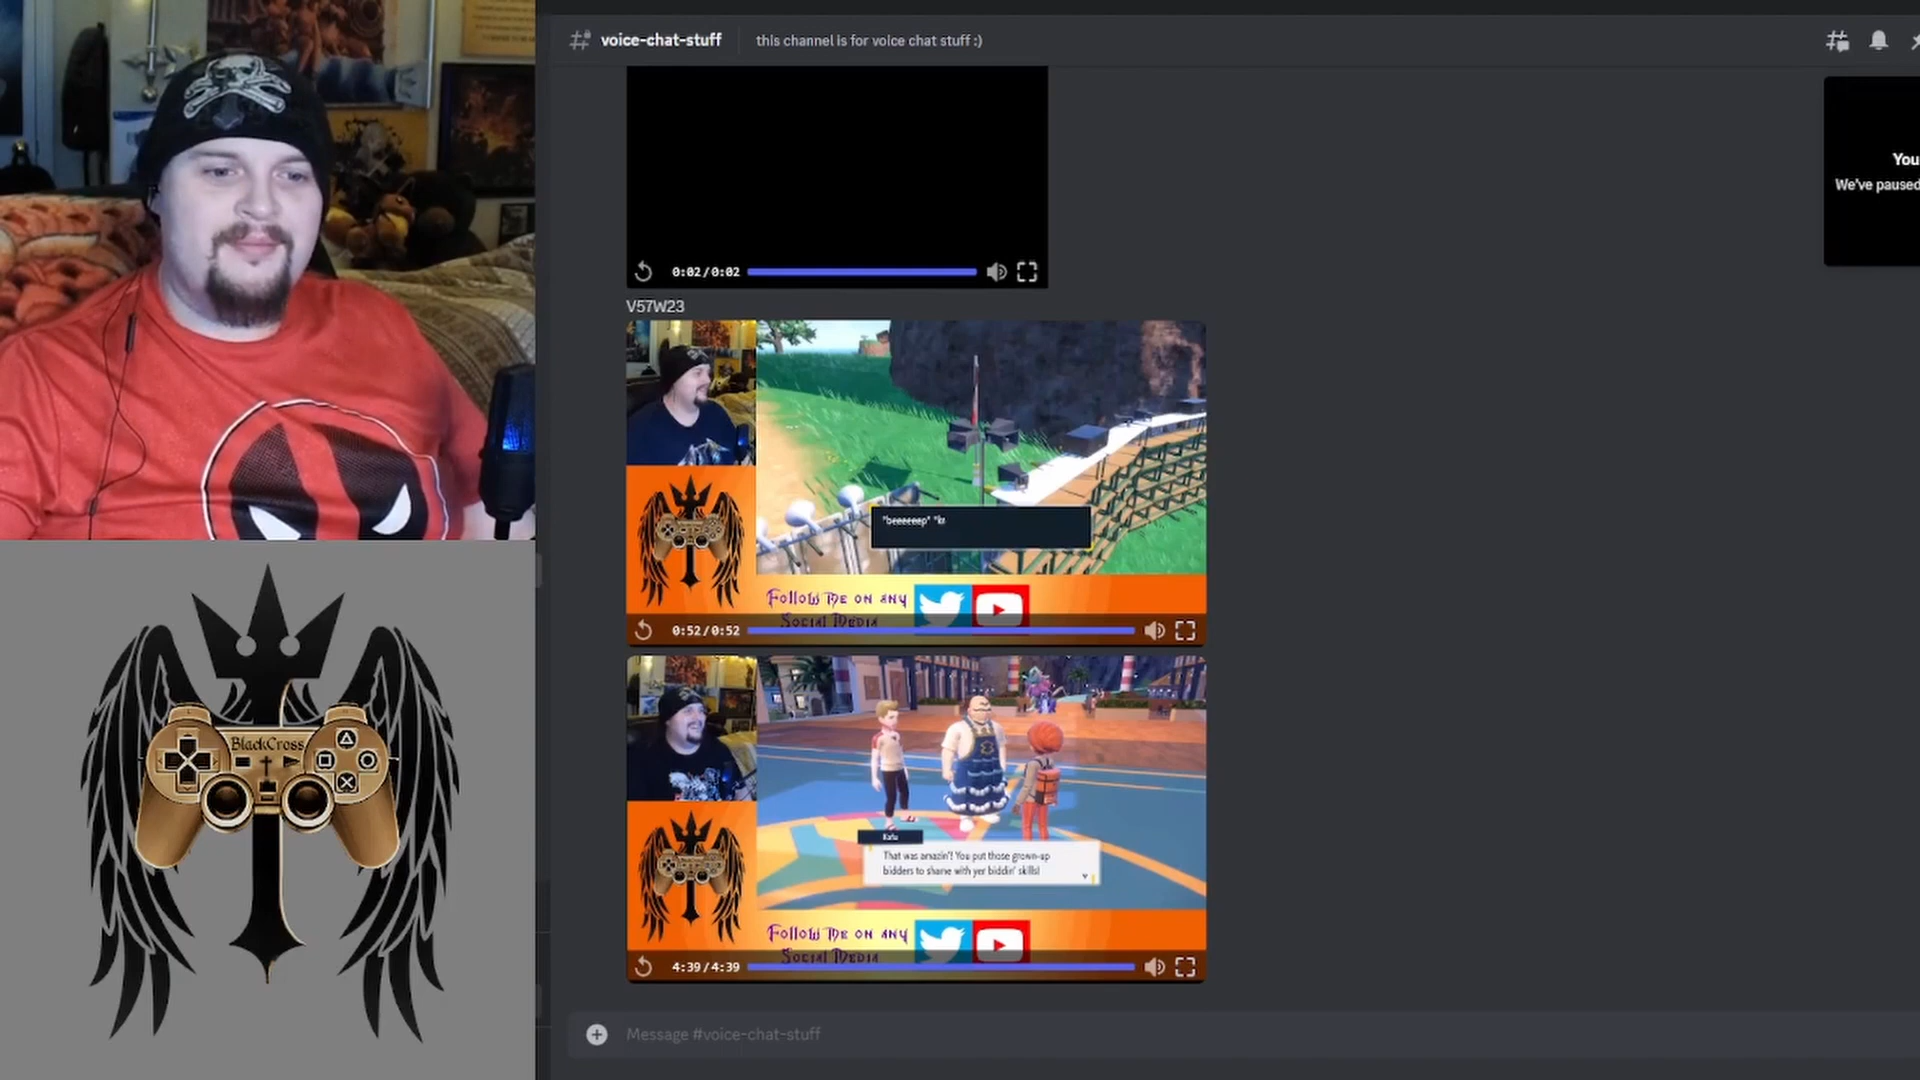 voice-chat-stuff
this channel is for voice chat stuff :)
You
We've paused
0:02/0:02
V57W23
"beeeeeep" "kr
Follow me on any
Social Media
0:52/0:52
BlackCross
That was amazin'! You put those grown-up
bidders to shame with yer biddin' skills!
Follow me on any
Social Media
4:39/4:39
Message #voice-chat-stuff